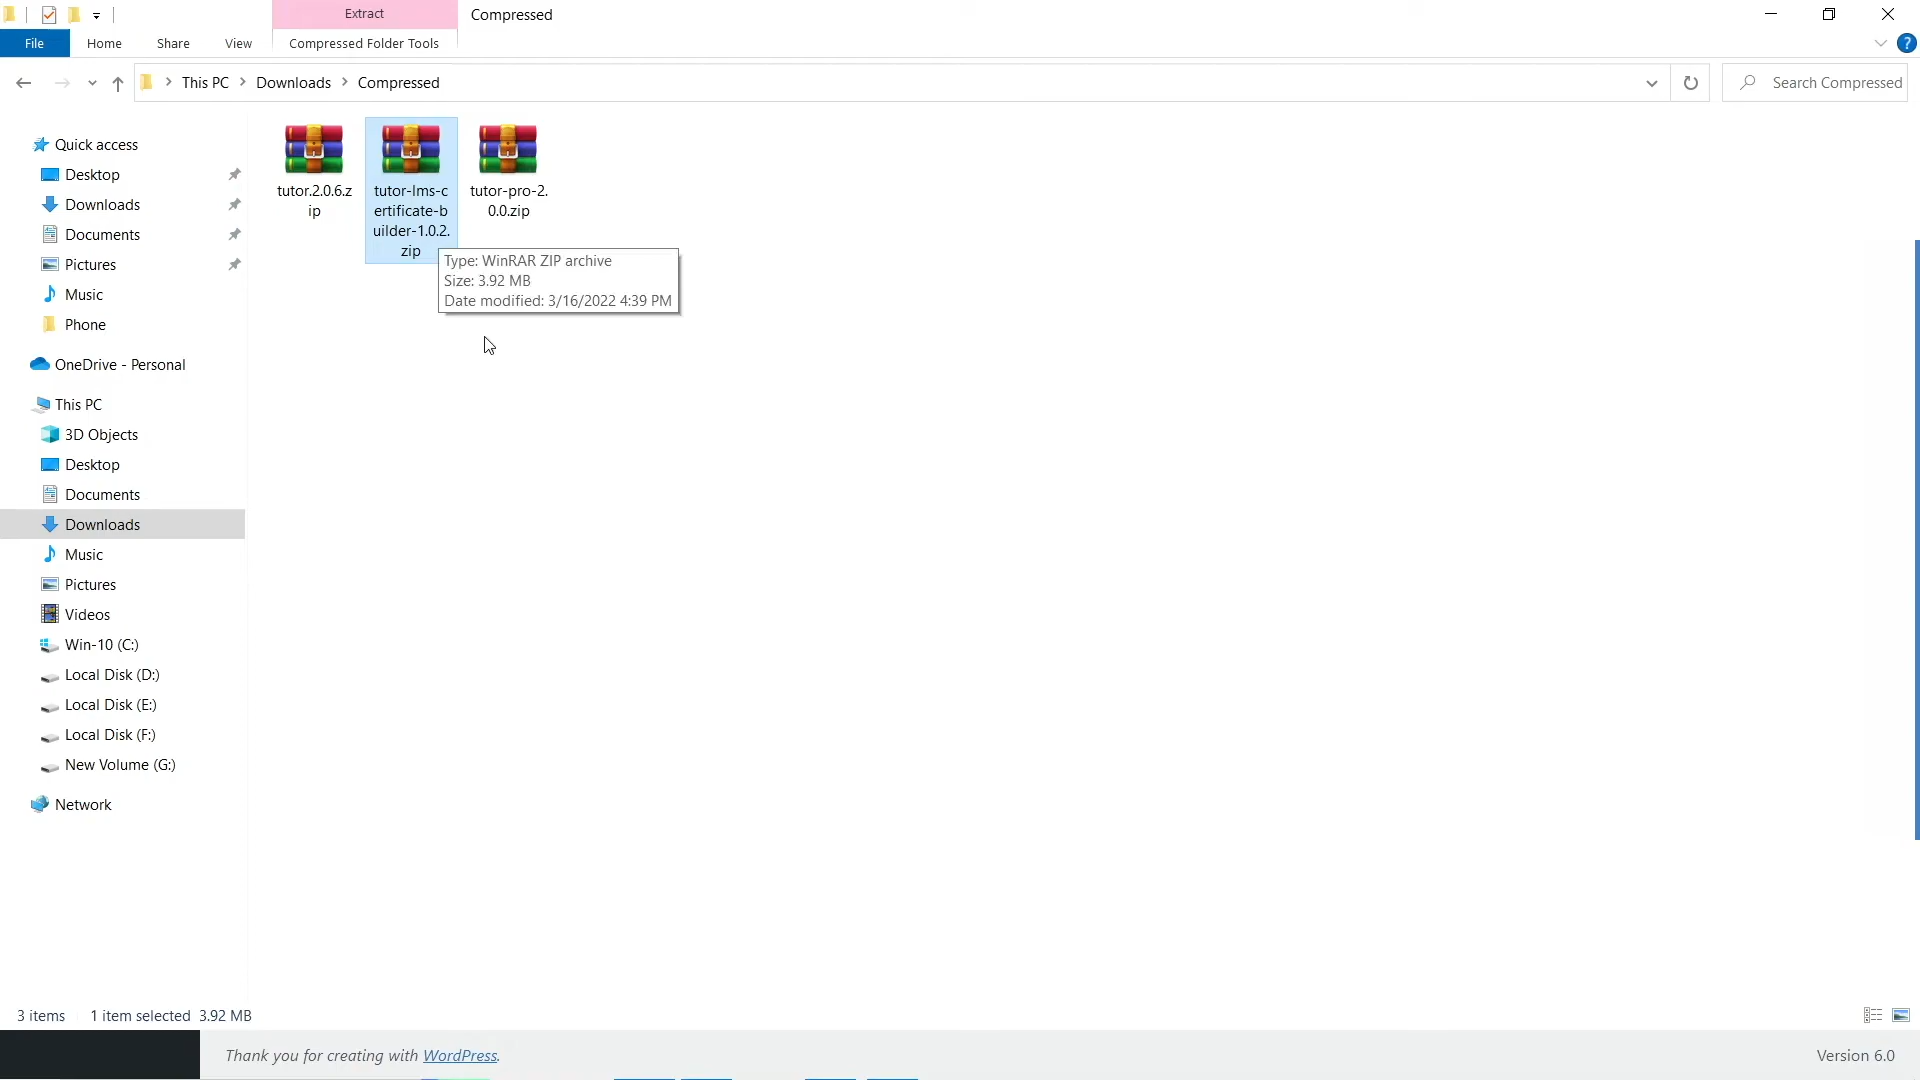 Extract
Compressed
File
Home
Share
View
Compressed Folder Tools
?
This PC
Downloads
Compressed
Search Compressed
Quick access
Desktop
Downloads
Documents
Pictures
Music
Phone
OneDrive - Personal
This PC
3D Objects
Desktop
Documents
Downloads
Music
Pictures
Videos
Win-10 (C:)
Local Disk (D:)
Local Disk (E:)
Local Disk (F:)
New Volume (G:)
Network
tutor.2.0.6.z
ip
tutor-lms-c
ertificate-b
uilder-1.0.2.
zip
tutor-pro-2.
0.0.zip
Type: WinRAR ZIP archive
Size: 3.92 MB
Date modified: 3/16/2022 4:39 PM
3 items
1 item selected 3.92 MB
Thank you for creating with WordPress.
Version 6.0